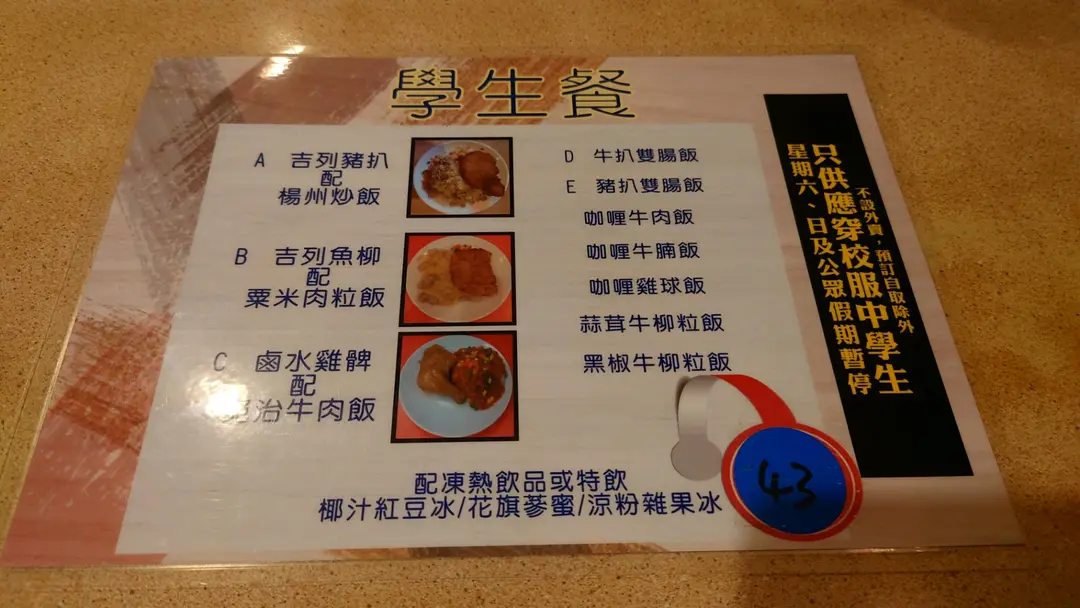 學生餐
A 吉列豬扒
配
楊州炒飯
B 吉列魚柳
配
粟米肉粒飯
C 鹵水雞髀
配
免治牛肉飯
D 牛扒雙腸飯
E 豬扒雙腸飯
咖喱牛肉飯
咖喱牛腩飯
咖喱雞球飯
蒜茸牛柳粒飯
黑椒牛柳粒飯
配凍熱飲品或特飲
椰汁紅豆冰/花旗蔘蜜/涼粉雜果冰
43
不設外賣，預訂自取除外
只供應穿校服中學生
星期六、日及公眾假期暫停